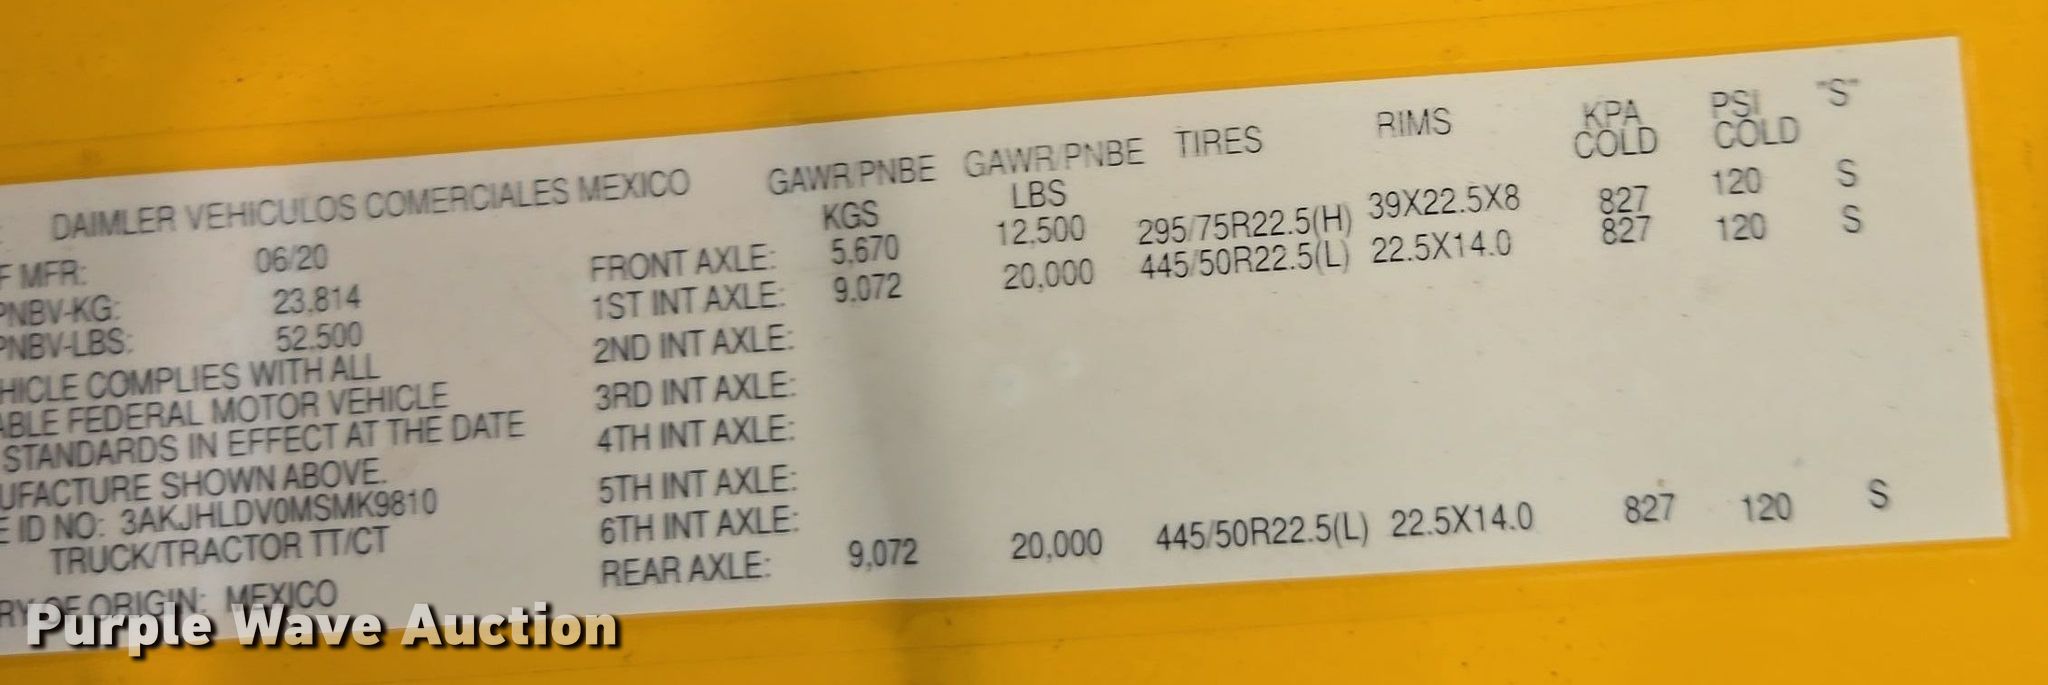 DAIMLER VEHICULOS COMERCIALES MEXICO
F MFR: 06/20
PNBV-KG: 23,814
PNBV-LBS: 52,500
HICLE COMPLIES WITH ALL
ABLE FEDERAL MOTOR VEHICLE
STANDARDS IN EFFECT AT THE DATE
UFACTURE SHOWN ABOVE.
E ID NO: 3AKJHLDV0MSMK9810
TRUCK/TRACTOR TT/CT
RY OF ORIGIN: MEXICO
GAWR/PNBE KGS GAWR/PNBE LBS TIRES RIMS KPA COLD PSI COLD "S"
FRONT AXLE: 5,670 12,500 295/75R22.5(H) 39X22.5X8 827 120 S
1ST INT AXLE: 9,072 20,000 445/50R22.5(L) 22.5X14.0 827 120 S
2ND INT AXLE:
3RD INT AXLE:
4TH INT AXLE:
5TH INT AXLE:
6TH INT AXLE:
REAR AXLE: 9,072 20,000 445/50R22.5(L) 22.5X14.0 827 120 S
Purple Wave Auction